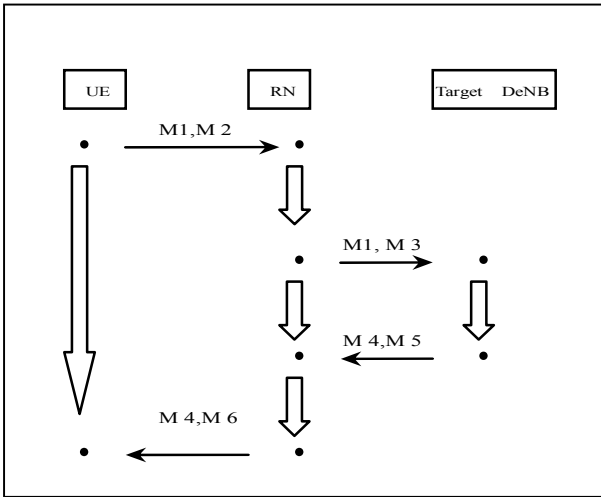 UE RN Target DeNB
M1,M 2
M1, M 3
M 4,M 5
M 4,M 6